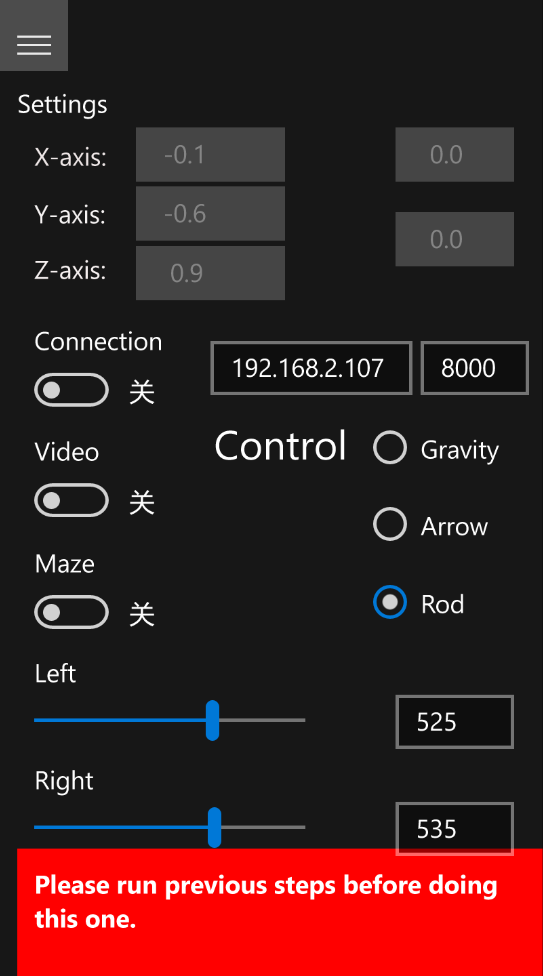 Settings
X-axis: -0.1 0.0
Y-axis: -0.6 0.0
Z-axis: 0.9
Connection
关 192.168.2.107 8000
Video Control Gravity
关 Arrow
Maze
关 Rod
Left
525
Right
535
Please run previous steps before doing
this one.